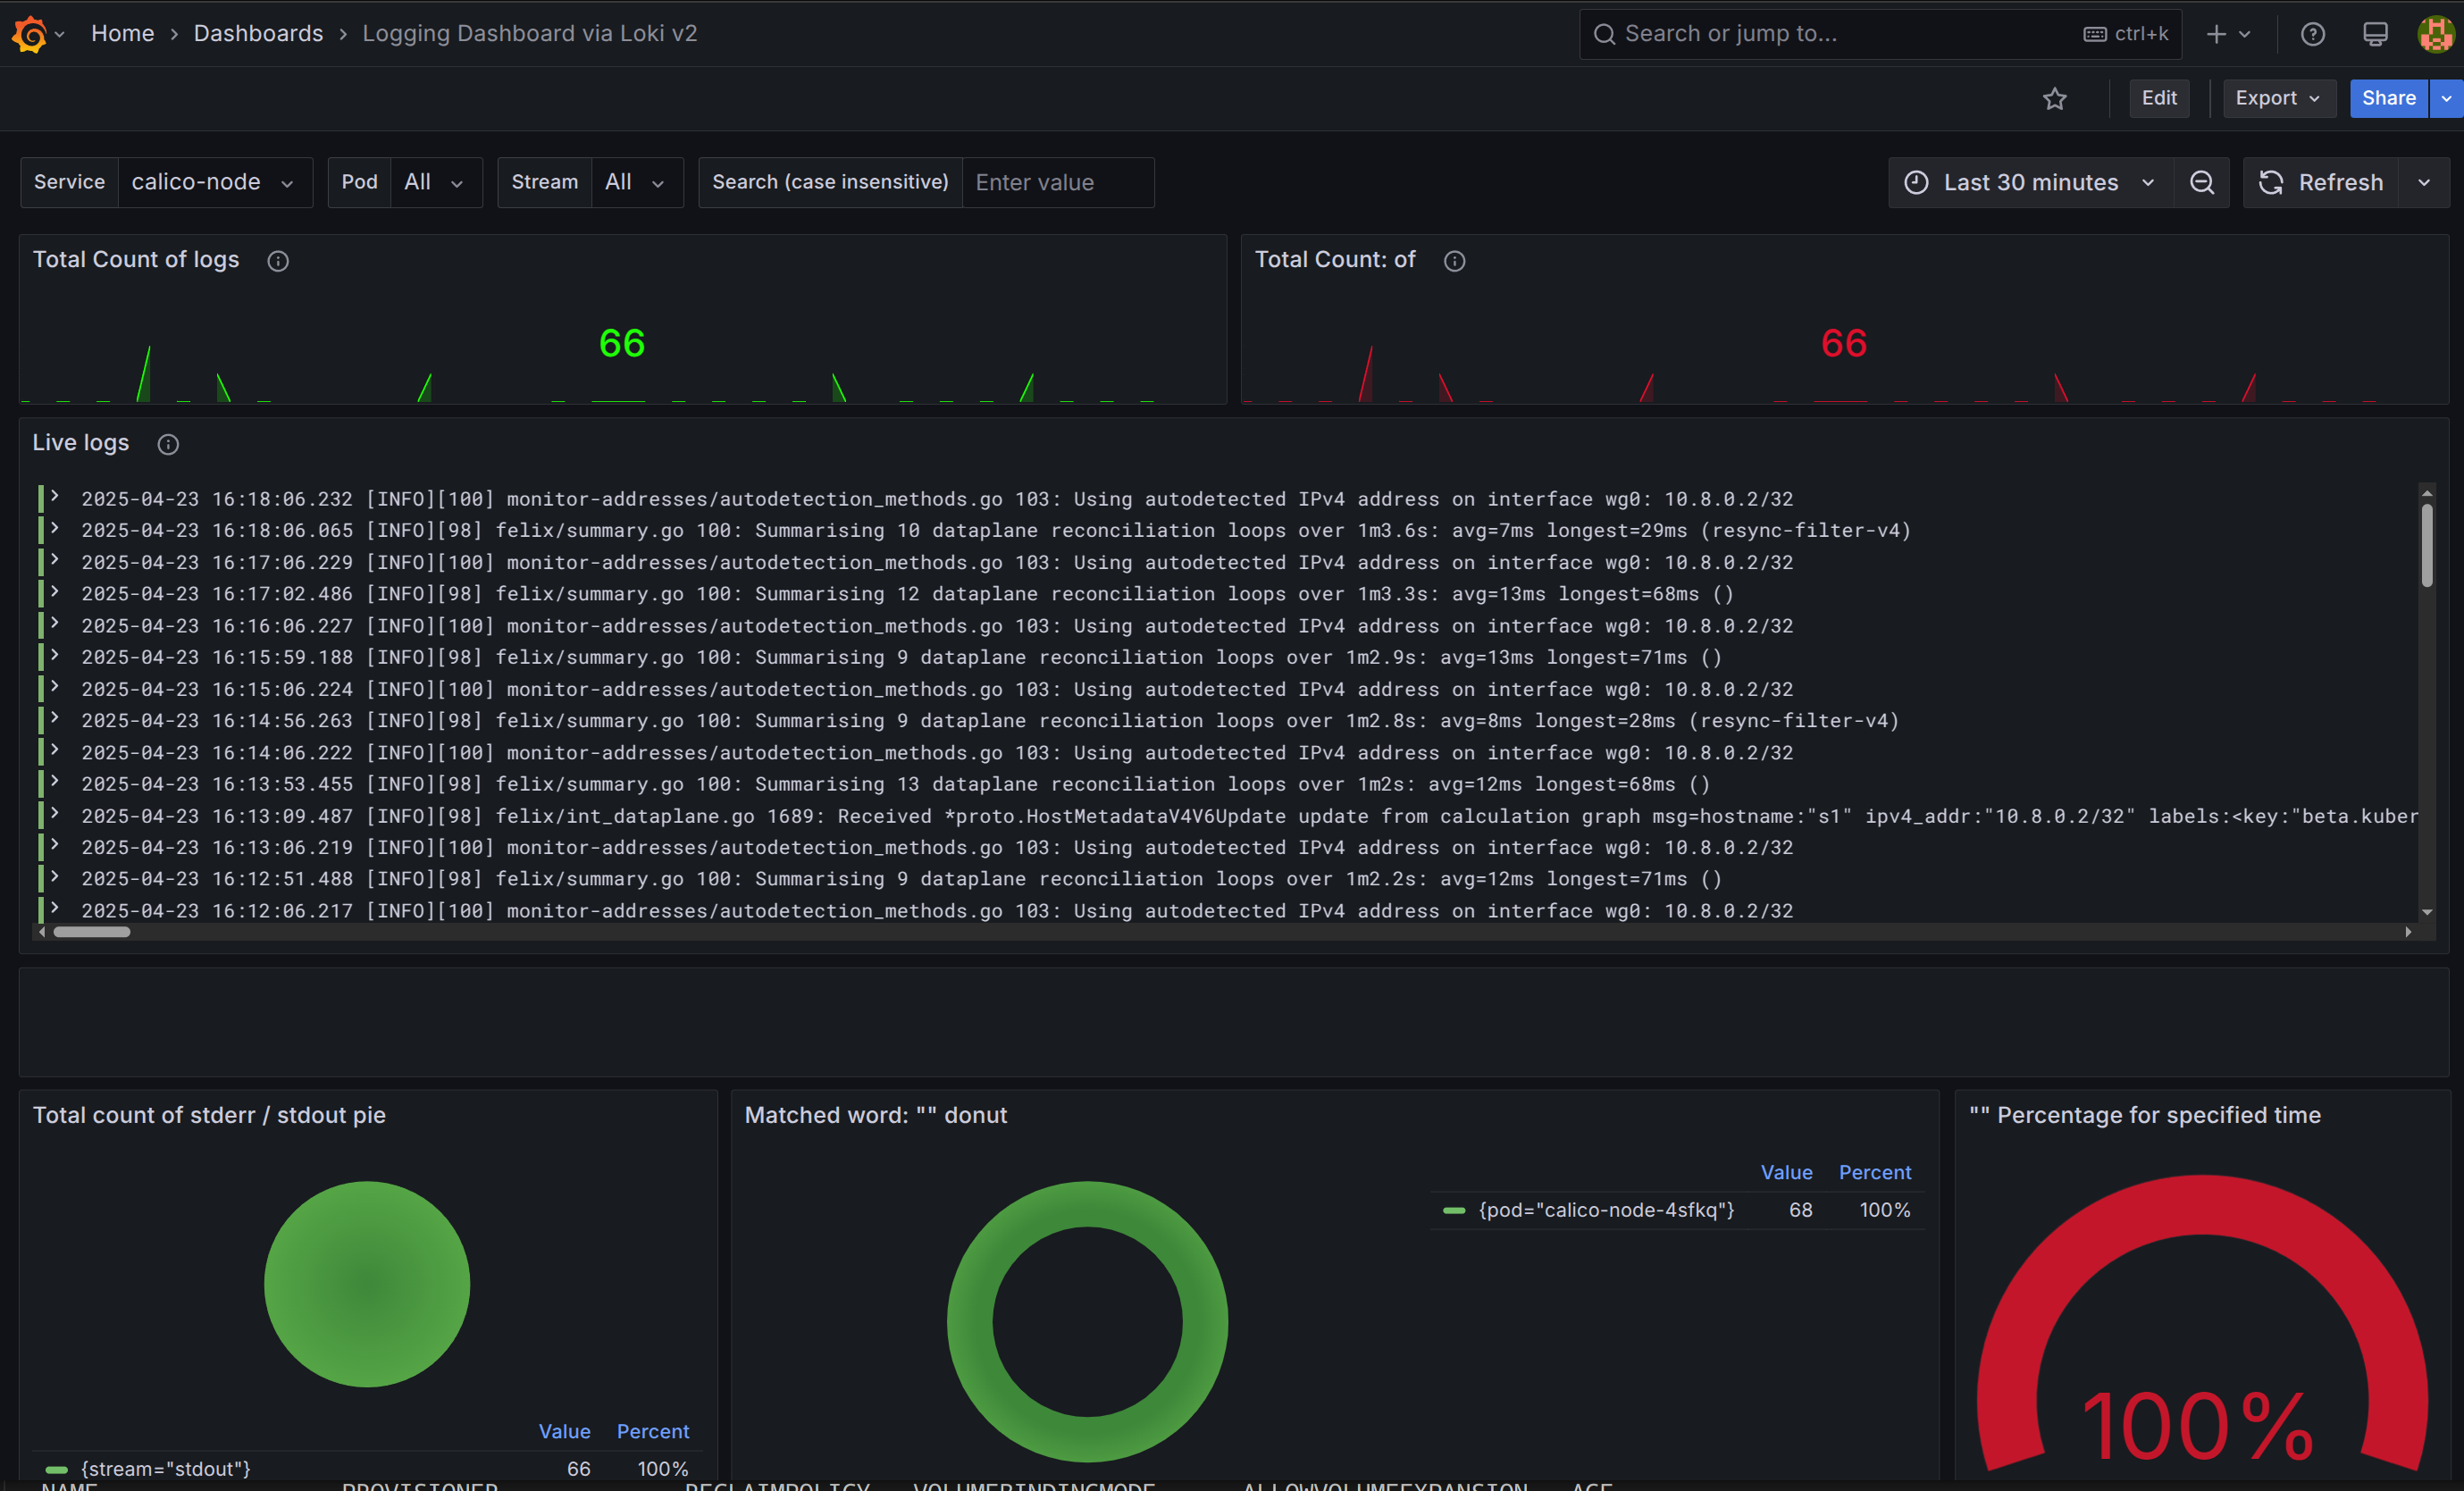 Home › Dashboards › Logging Dashboard via Loki v2
Search or jump to... ctrl+k
Edit Export Share
Service calico-node Pod All Stream All Search (case insensitive) Enter value Last 30 minutes Refresh
Total Count of logs
66
Total Count: of
66
Live logs
2025-04-23 16:18:06.232 [INFO][100] monitor-addresses/autodetection_methods.go 103: Using autodetected IPv4 address on interface wg0: 10.8.0.2/32
2025-04-23 16:18:06.065 [INFO][98] felix/summary.go 100: Summarising 10 dataplane reconciliation loops over 1m3.6s: avg=7ms longest=29ms (resync-filter-v4)
2025-04-23 16:17:06.229 [INFO][100] monitor-addresses/autodetection_methods.go 103: Using autodetected IPv4 address on interface wg0: 10.8.0.2/32
2025-04-23 16:17:02.486 [INFO][98] felix/summary.go 100: Summarising 12 dataplane reconciliation loops over 1m3.3s: avg=13ms longest=68ms ()
2025-04-23 16:16:06.227 [INFO][100] monitor-addresses/autodetection_methods.go 103: Using autodetected IPv4 address on interface wg0: 10.8.0.2/32
2025-04-23 16:15:59.188 [INFO][98] felix/summary.go 100: Summarising 9 dataplane reconciliation loops over 1m2.9s: avg=13ms longest=71ms ()
2025-04-23 16:15:06.224 [INFO][100] monitor-addresses/autodetection_methods.go 103: Using autodetected IPv4 address on interface wg0: 10.8.0.2/32
2025-04-23 16:14:56.263 [INFO][98] felix/summary.go 100: Summarising 9 dataplane reconciliation loops over 1m2.8s: avg=8ms longest=28ms (resync-filter-v4)
2025-04-23 16:14:06.222 [INFO][100] monitor-addresses/autodetection_methods.go 103: Using autodetected IPv4 address on interface wg0: 10.8.0.2/32
2025-04-23 16:13:53.455 [INFO][98] felix/summary.go 100: Summarising 13 dataplane reconciliation loops over 1m2s: avg=12ms longest=68ms ()
2025-04-23 16:13:09.487 [INFO][98] felix/int_dataplane.go 1689: Received *proto.HostMetadataV4V6Update update from calculation graph msg=hostname:"s1" ipv4_addr:"10.8.0.2/32" labels:<key:"beta.kuber
2025-04-23 16:13:06.219 [INFO][100] monitor-addresses/autodetection_methods.go 103: Using autodetected IPv4 address on interface wg0: 10.8.0.2/32
2025-04-23 16:12:51.488 [INFO][98] felix/summary.go 100: Summarising 9 dataplane reconciliation loops over 1m2.2s: avg=12ms longest=71ms ()
2025-04-23 16:12:06.217 [INFO][100] monitor-addresses/autodetection_methods.go 103: Using autodetected IPv4 address on interface wg0: 10.8.0.2/32
Total count of stderr / stdout pie
Value Percent
{stream="stdout"} 66 100%
Matched word: "" donut
Value Percent
{pod="calico-node-4sfkq"} 68 100%
"" Percentage for specified time
100%
NAME PROVISIONER RECLAIMPOLICY VOLUMEBINDINGMODE ALLOWVOLUMEEXPANSION AGE